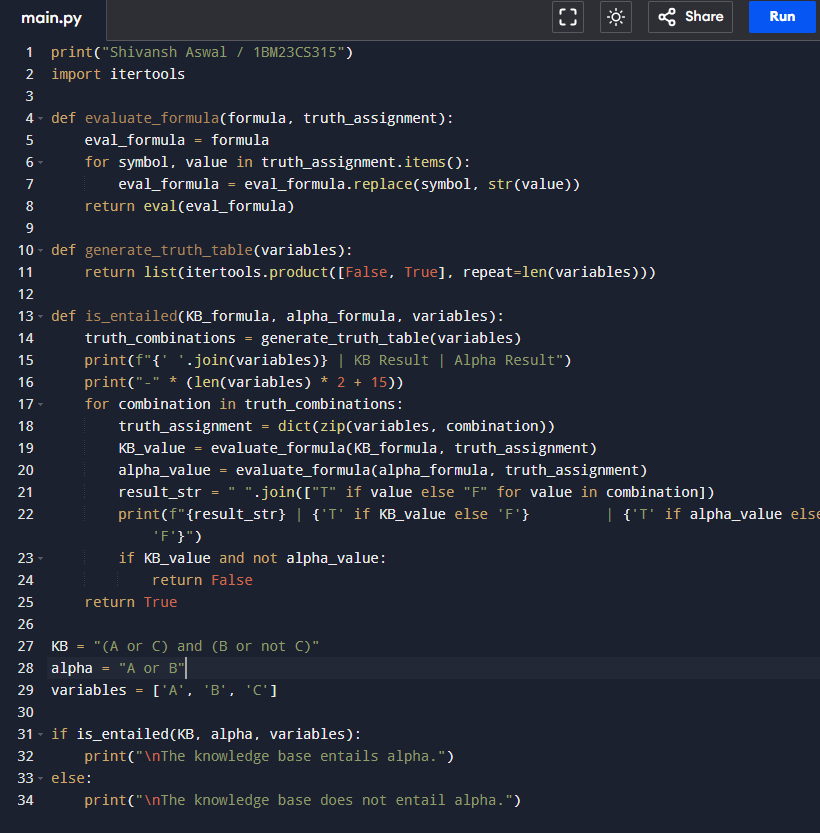 main.py
Share
Run
1 print("Shivansh Aswal / 1BM23CS315")
2 import itertools
3
4 def evaluate_formula(formula, truth_assignment):
5     eval_formula = formula
6     for symbol, value in truth_assignment.items():
7         eval_formula = eval_formula.replace(symbol, str(value))
8     return eval(eval_formula)
9
10 def generate_truth_table(variables):
11     return list(itertools.product([False, True], repeat=len(variables)))
12
13 def is_entailed(KB_formula, alpha_formula, variables):
14     truth_combinations = generate_truth_table(variables)
15     print(f"{' '.join(variables)} | KB Result | Alpha Result")
16     print("-" * (len(variables) * 2 + 15))
17     for combination in truth_combinations:
18         truth_assignment = dict(zip(variables, combination))
19         KB_value = evaluate_formula(KB_formula, truth_assignment)
20         alpha_value = evaluate_formula(alpha_formula, truth_assignment)
21         result_str = " ".join(["T" if value else "F" for value in combination])
22         print(f"{result_str} | {'T' if KB_value else 'F'}         | {'T' if alpha_value else
            'F'}")
23         if KB_value and not alpha_value:
24             return False
25     return True
26
27 KB = "(A or C) and (B or not C)"
28 alpha = "A or B"
29 variables = ['A', 'B', 'C']
30
31 if is_entailed(KB, alpha, variables):
32     print("\nThe knowledge base entails alpha.")
33 else:
34     print("\nThe knowledge base does not entail alpha.")